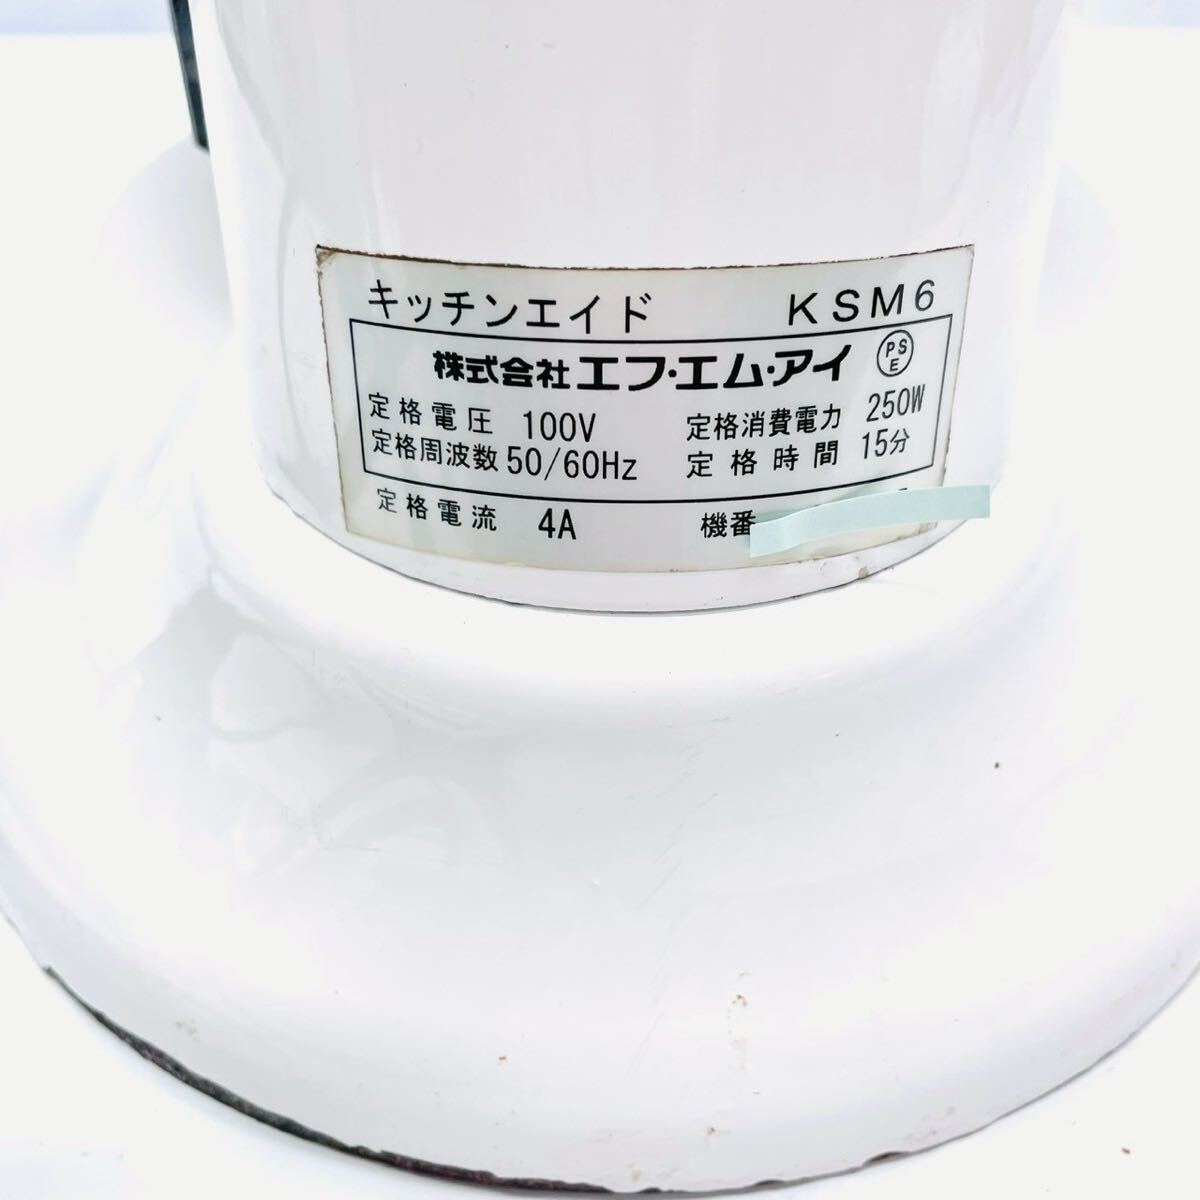 キッチンエイド KSM6
株式会社エフ・エム・アイ PSE
定格電圧 100V 定格消費電力 250W
定格周波数 50/60Hz 定格時間 15分
定格電流 4A 機番